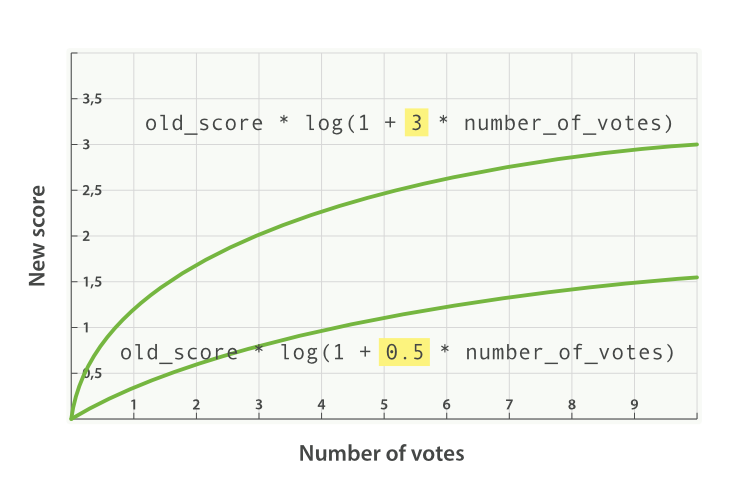 New score
3,5
old_score * log(1 + 3 * number_of_votes)
3
2,5
2
1,5
1
old_score * log(1 + 0.5 * number_of_votes)
0,5
1 2 3 4 5 6 7 8 9
Number of votes